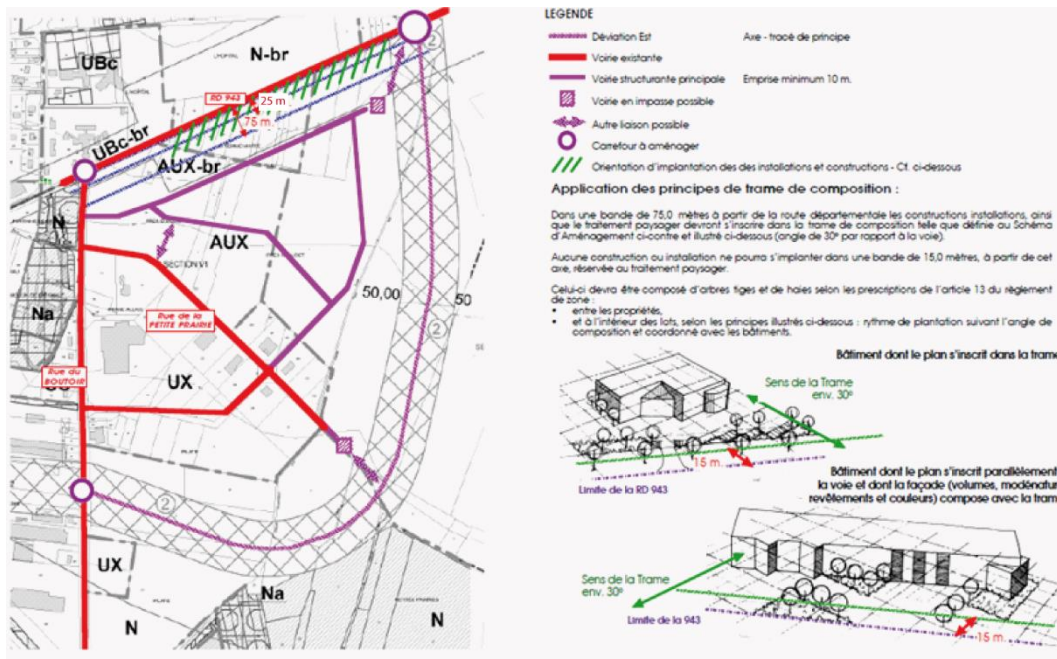 UBc
N-br
2
RD 943
25 m
75 m.
UBc-br
AUX-br
N
AUX
SECTION V1
50,00
50
Na
Rue de la
PETITE PRAIRIE
2
Rue du
BOUTOIR
UX
2
UX
Na
N
N
LEGENDE
Déviation Est
Axe - tracé de principe
Voirie existante
Voirie structurante principale
Emprise minimum 10 m.
Voirie en impasse possible
Autre liaison possible
Carrefour à aménager
Orientation d'implantation des des installations et constructions - Cf. ci-dessous
Application des principes de trame de composition :
Dans une bande de 75,0 mètres à partir de la route départementale les constructions installations, ainsi
que le traitement paysager devront s'inscrire dans la trame de composition telle que définie au Schéma
d'Aménagement ci-contre et illustré ci-dessous (angle de 30° par rapport à la voie).
Aucune construction ou installation ne pourra s'implanter dans une bande de 15,0 mètres, à partir de cet
axe, réservée au traitement paysager.
Celui-ci devra être composé d'arbres tiges et de haies selon les prescriptions de l'article 13 du règlement
de zone :
• entre les propriétés,
• et à l'intérieur des lots, selon les principes illustrés ci-dessous : rythme de plantation suivant l'angle de
composition et coordonné avec les bâtiments.
Bâtiment dont le plan s'inscrit dans la trame
Sens de la Trame
env. 30°
15 m.
Limite de la RD 943
Bâtiment dont le plan s'inscrit parallèlement
la voie et dont la façade (volumes, modénatur
revêtements et couleurs) compose avec la tram
Sens de la Trame
env. 30°
Limite de la 943
15 m.